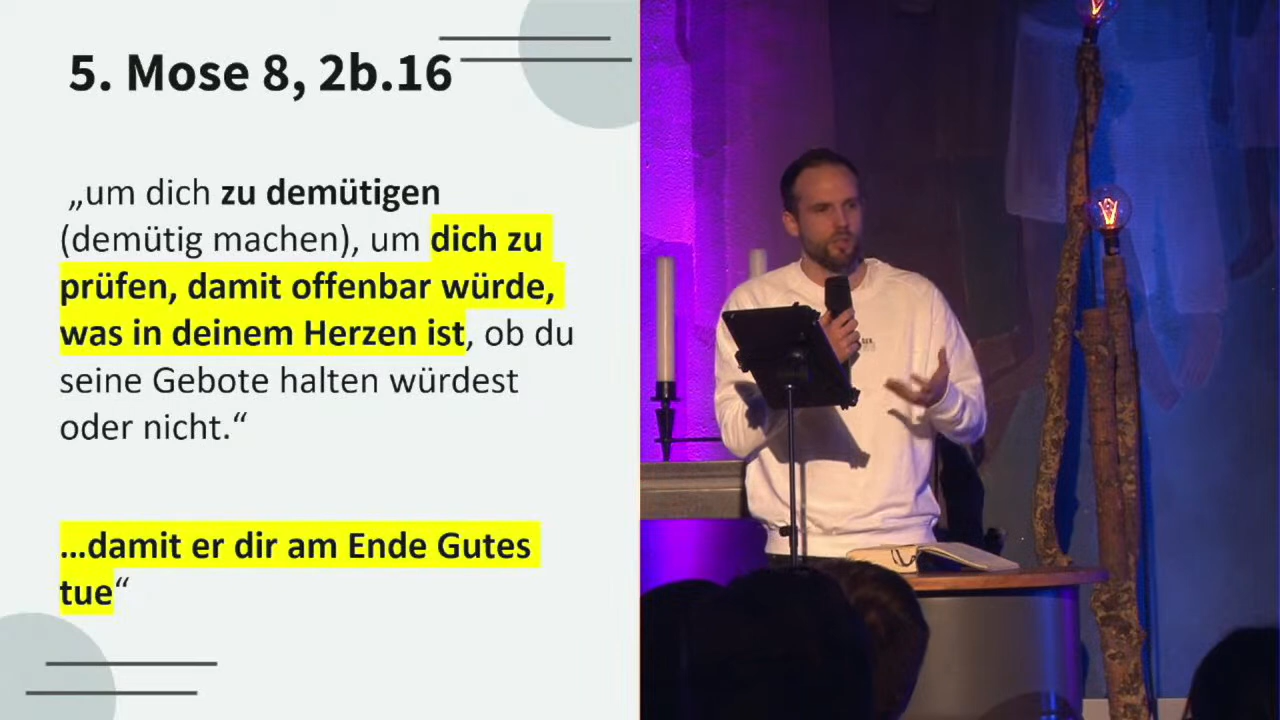 5. Mose 8, 2b.16
„um dich zu demütigen
(demütig machen), um dich zu
prüfen, damit offenbar würde,
was in deinem Herzen ist, ob du
seine Gebote halten würdest
oder nicht.“
...damit er dir am Ende Gutes
tue“